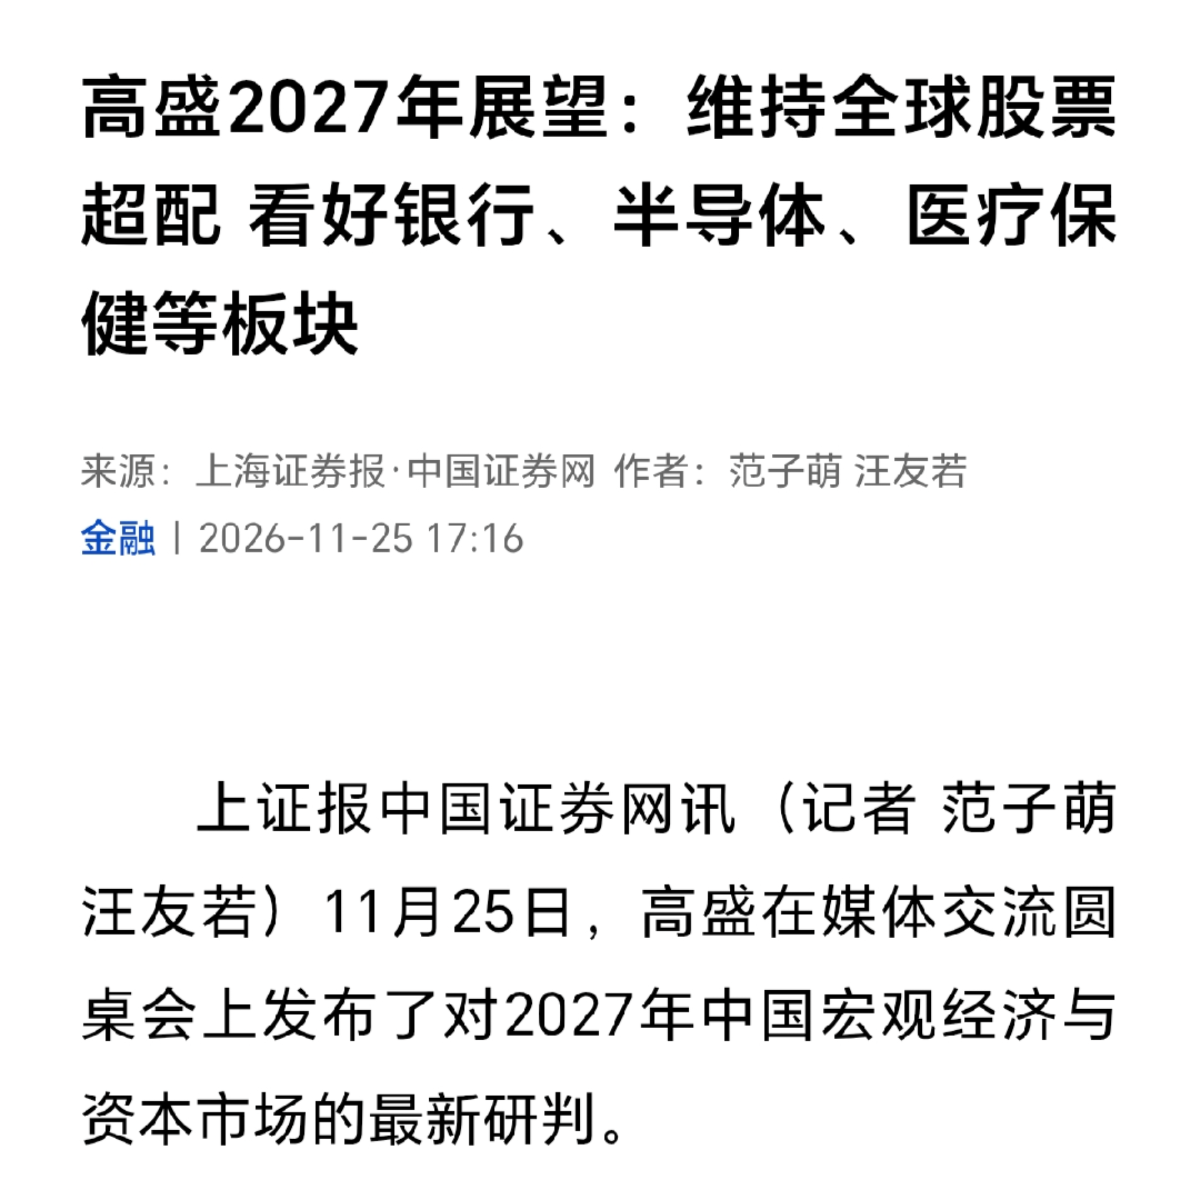 高盛2027年展望：维持全球股票
超配 看好银行、半导体、医疗保
健等板块
来源：上海证券报·中国证券网 作者：范子萌 汪友若
金融 | 2026-11-25 17:16
上证报中国证券网讯（记者 范子萌
汪友若）11月25日，高盛在媒体交流圆
桌会上发布了对2027年中国宏观经济与
资本市场的最新研判。